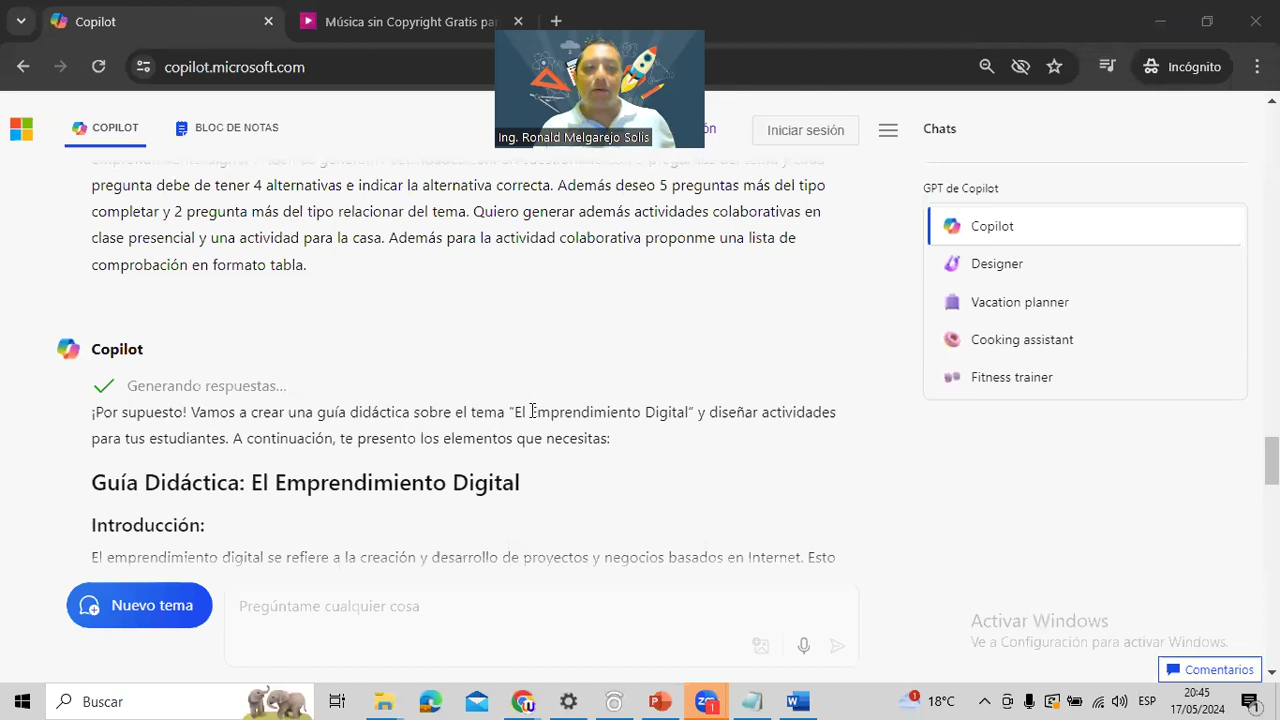 Copilot
Música sin Copyright Gratis par
copilot.microsoft.com
Incógnito
COPILOT
BLOC DE NOTAS
Ing. Ronald Melgarejo Solis
Iniciar sesión
Chats
pregunta debe de tener 4 alternativas e indicar la alternativa correcta. Además deseo 5 preguntas más del tipo
completar y 2 pregunta más del tipo relacionar del tema. Quiero generar además actividades colaborativas en
clase presencial y una actividad para la casa. Además para la actividad colaborativa proponme una lista de
comprobación en formato tabla.
GPT de Copilot
Copilot
Designer
Vacation planner
Cooking assistant
Fitness trainer
Copilot
Generando respuestas...
¡Por supuesto! Vamos a crear una guía didáctica sobre el tema "El Emprendimiento Digital” y diseñar actividades
para tus estudiantes. A continuación, te presento los elementos que necesitas:
Guía Didáctica: El Emprendimiento Digital
Introducción:
El emprendimiento digital se refiere a la creación y desarrollo de proyectos y negocios basados en Internet. Esto
Nuevo tema
Pregúntame cualquier cosa
Activar Windows
Ve a Configuración para activar Windows.
Comentarios
Buscar
18°C
ESP
20:45
17/05/2024